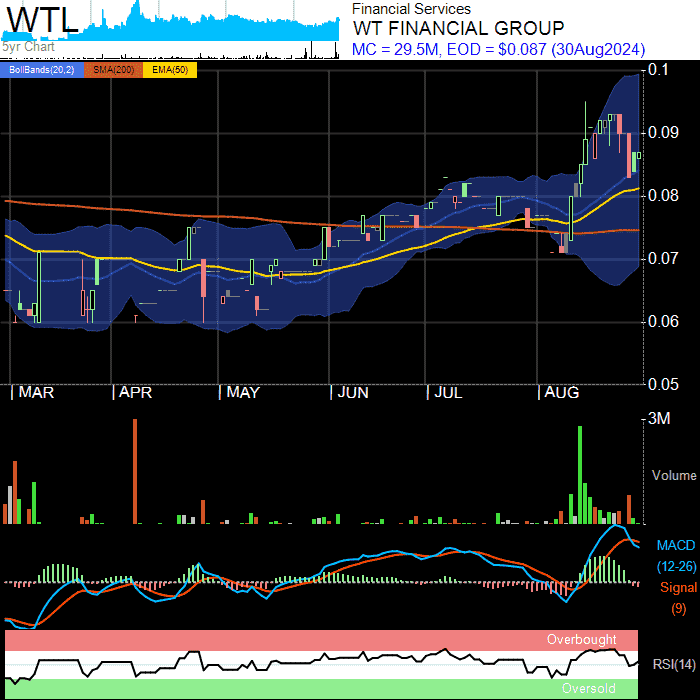 WTL
5yr Chart
Financial Services
WT FINANCIAL GROUP
MC = 29.5M, EOD = $0.087 (30Aug2024)
BollBands(20,2) SMA(200) EMA(50)
0.1
0.09
0.08
0.07
0.06
0.05
MAR APR MAY JUN JUL AUG
3M
Volume
MACD
(12-26)
Signal
(9)
Overbought
RSI(14)
Oversold